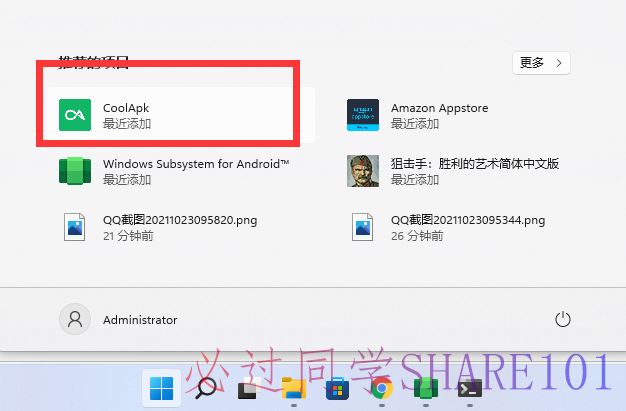 推荐的项目
更多
CoolApk
最近添加
Amazon Appstore
最近添加
Windows Subsystem for Android™
最近添加
狙击手：胜利的艺术简体中文版
最近添加
QQ截图20211023095820.png
21 分钟前
QQ截图20211023095344.png
26 分钟前
Administrator
必过同学SHARE101